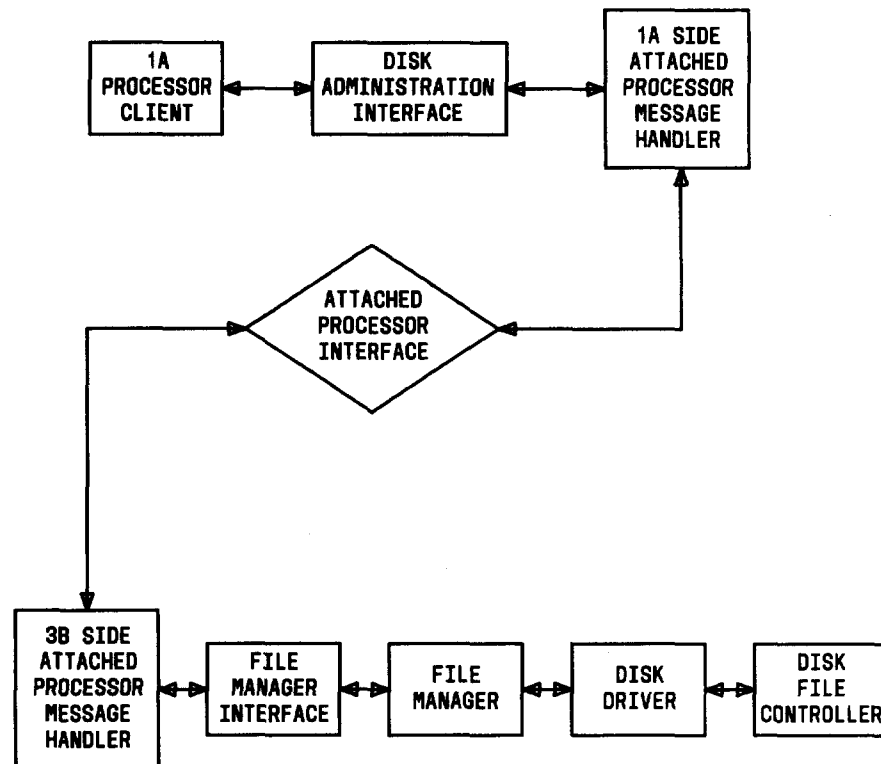 1A
PROCESSOR
CLIENT
DISK
ADMINISTRATION
INTERFACE
1A SIDE
ATTACHED
PROCESSOR
MESSAGE
HANDLER
ATTACHED
PROCESSOR
INTERFACE
3B SIDE
ATTACHED
PROCESSOR
MESSAGE
HANDLER
FILE
MANAGER
INTERFACE
FILE
MANAGER
DISK
DRIVER
DISK
FILE
CONTROLLER